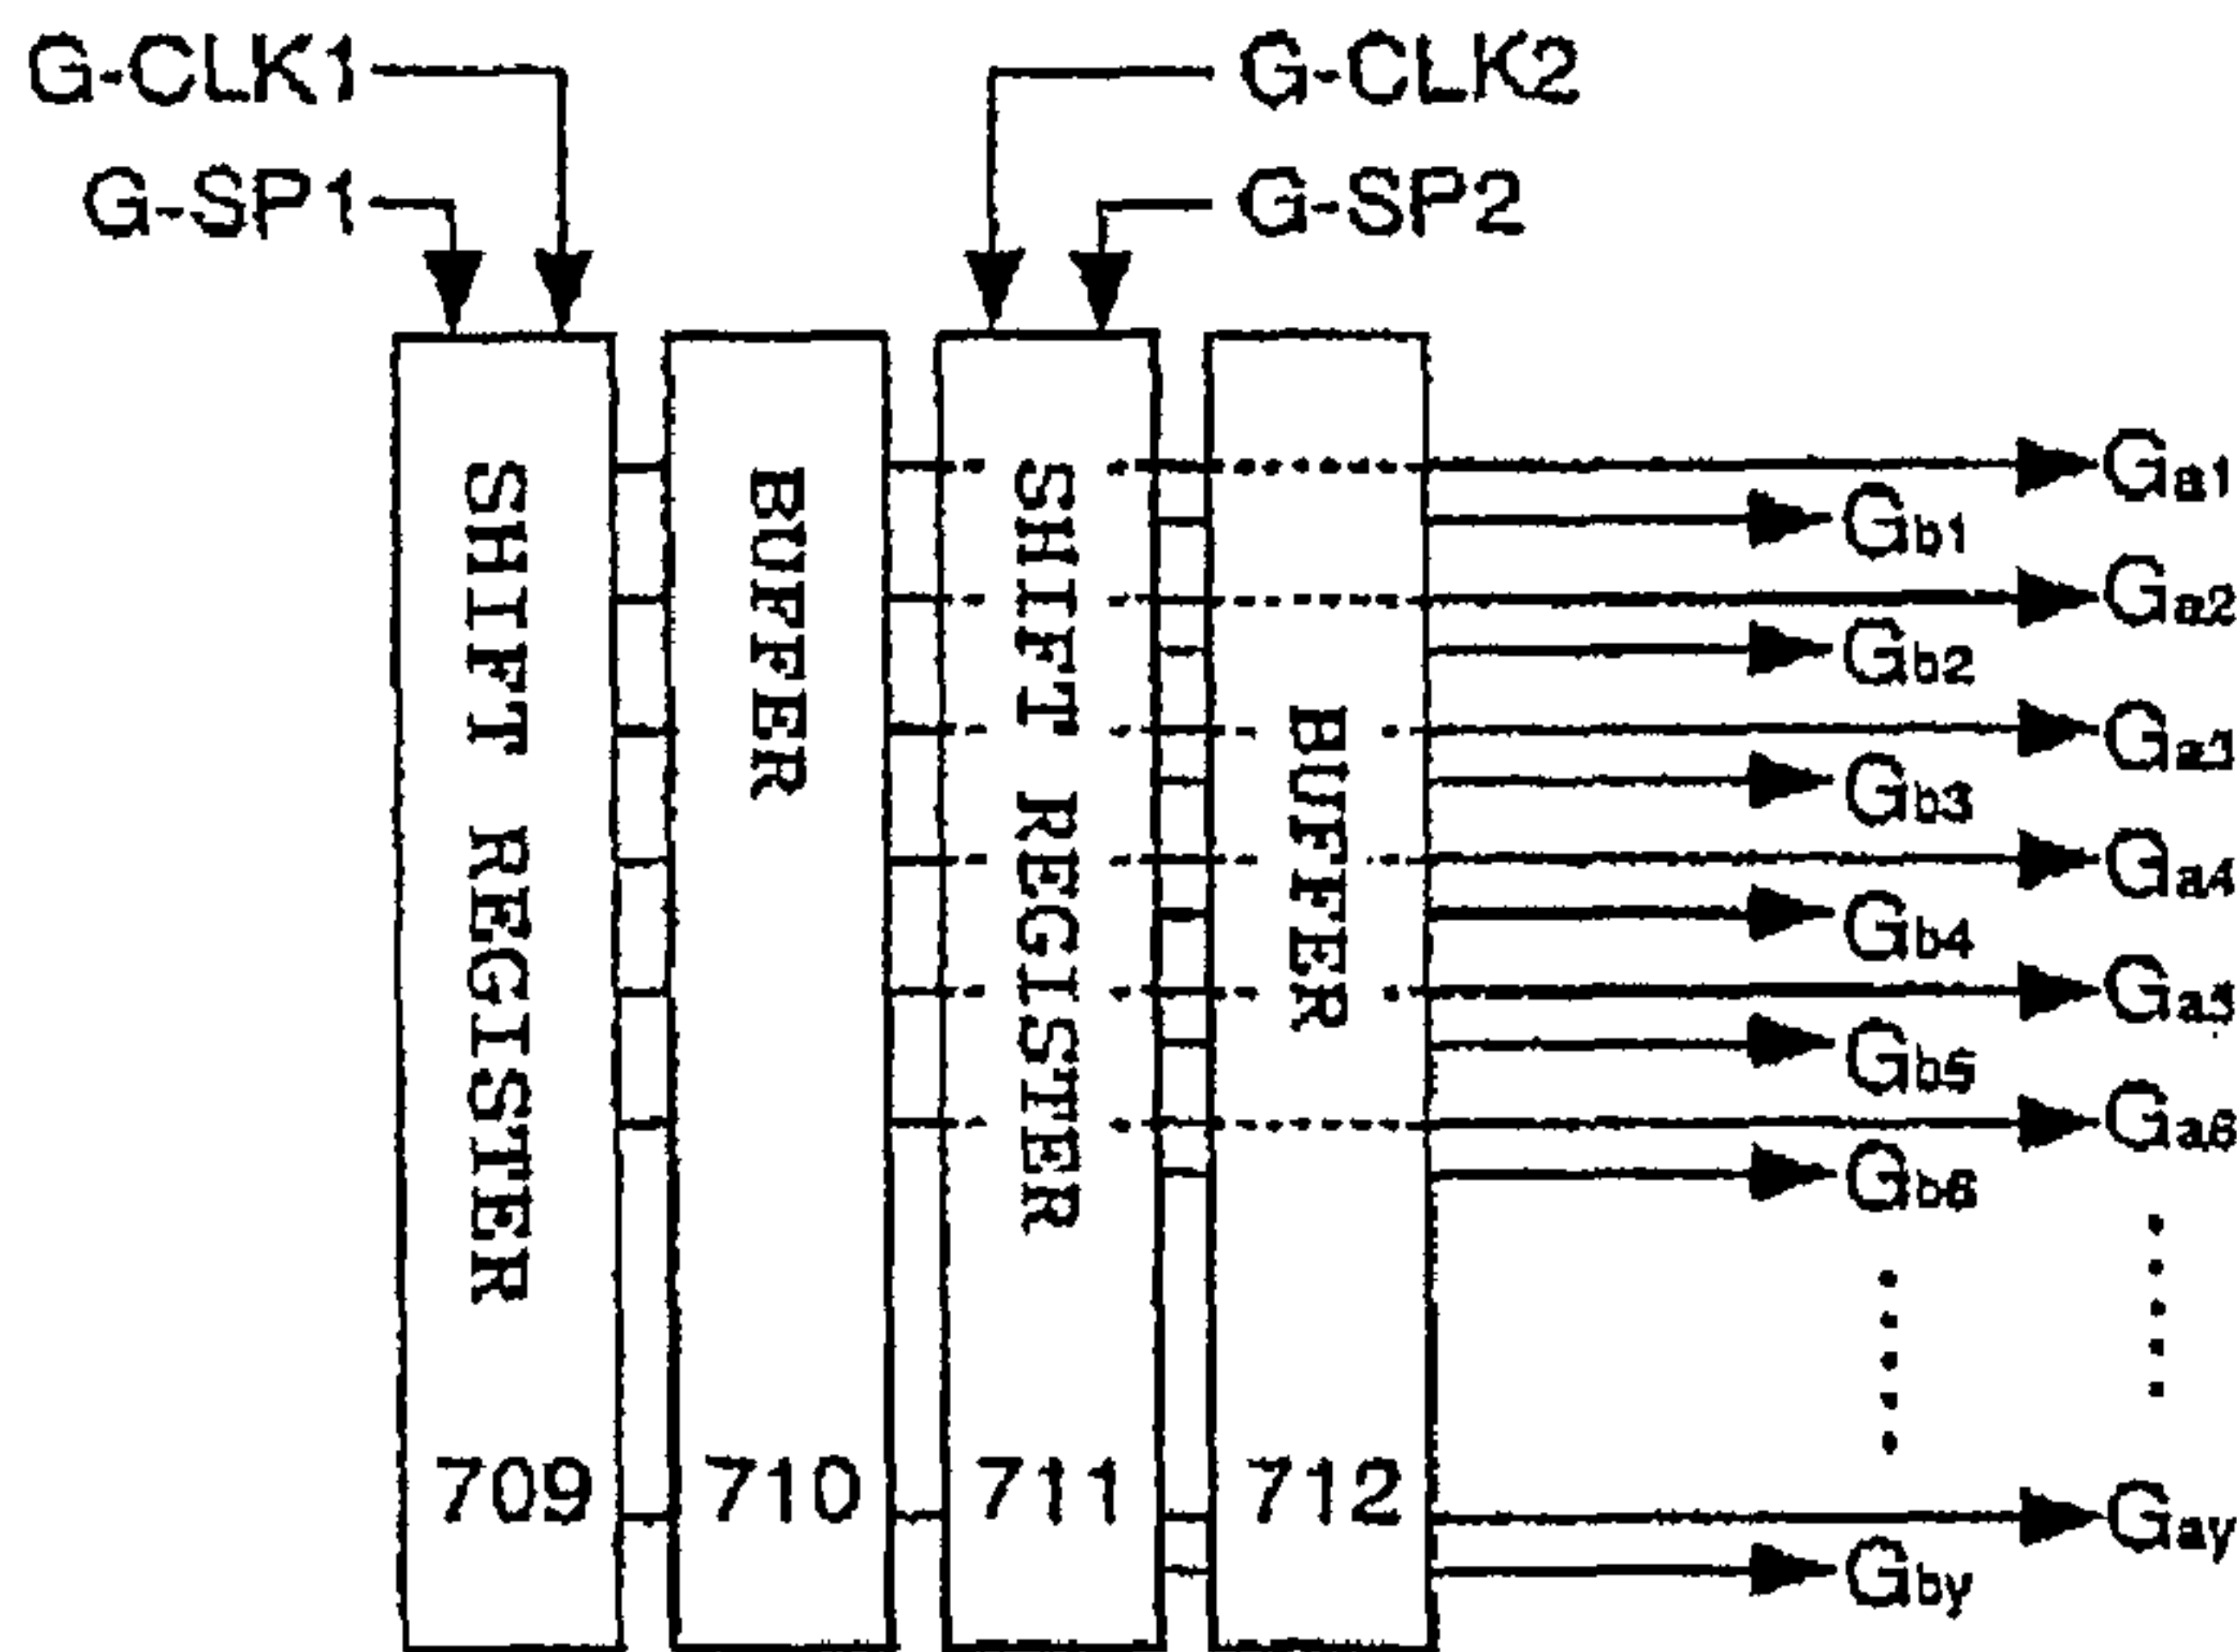 G-CLK1
G-SP1
G-CLK2
G-SP2
SHIFT REGISTER
709
BUFFER
710
SHIFT REGISTER
711
BUFFER
712
Ga1
Gb1
Ga2
Gb2
Gb3
Ga4
Gb4
Ga5
Gb5
Ga6
Gb6
Gay
Gby